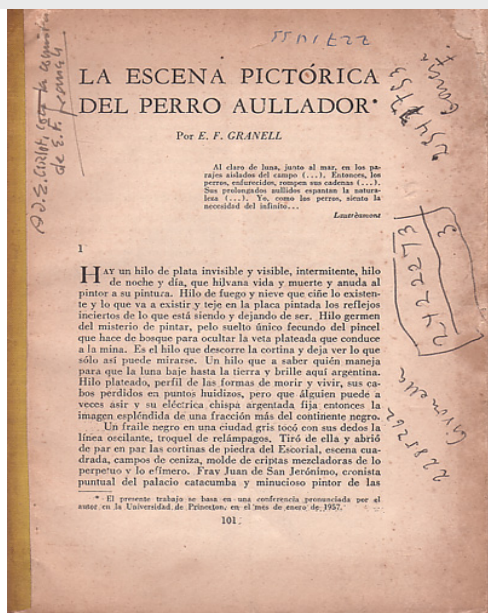 A J. E. Cirlot, con la
de E. F. Granell
LA ESCENA PICTÓRICA
DEL PERRO AULLADOR*
Por E. F. GRANELL
Al claro de luna, junto al mar, en los pa-
rajes aislados del campo (...). Entonces, los
perros, enfurecidos, rompen sus cadenas (...).
Sus prolongados aullidos espantan la natura-
leza (...). Yo, como los perros, siento la
necesidad del infinito...
Lautréamont
1
HAY un hilo de plata invisible y visible, intermitente, hilo
de noche y día, que hilvana vida y muerte y anuda al
pintor a su pintura. Hilo de fuego y nieve que ciñe lo existen-
te y lo que va a existir y teje en la placa pintada los reflejos
inciertos de lo que está siendo y dejando de ser. Hilo germen
del misterio de pintar, pelo suelto único fecundo del pincel
que hace de bosque para ocultar la veta plateada que conduce
a la mina. Es el hilo que descorre la cortina y deja ver lo que
sólo así puede mirarse. Un hilo que a saber quién maneja
para que la luna baje hasta la tierra y brille aquí argentina.
Hilo plateado, perfil de las formas de morir y vivir, sus ca-
bos perdidos en puntos huidizos, pero que álguien puede a
veces asir y su eléctrica chispa argentada fija entonces la
imagen espléndida de una fracción más del continente negro.
Un fraile negro en una ciudad gris tocó con sus dedos la
línea oscilante, troquel de relámpagos. Tiró de ella y abrió
de par en par las cortinas de piedra del Escorial, escena cua-
drada, campos de ceniza, molde de criptas mezcladoras de lo
perpetuo y lo efímero. Fray Juan de San Jerónimo, cronista
puntual del palacio catacumba y minucioso pintor de las
* El presente trabajo se basa en una conferencia pronunciada por el
autor en la Universidad de Princeton, en el mes de enero de 1957.
101
2422273
3
2285262